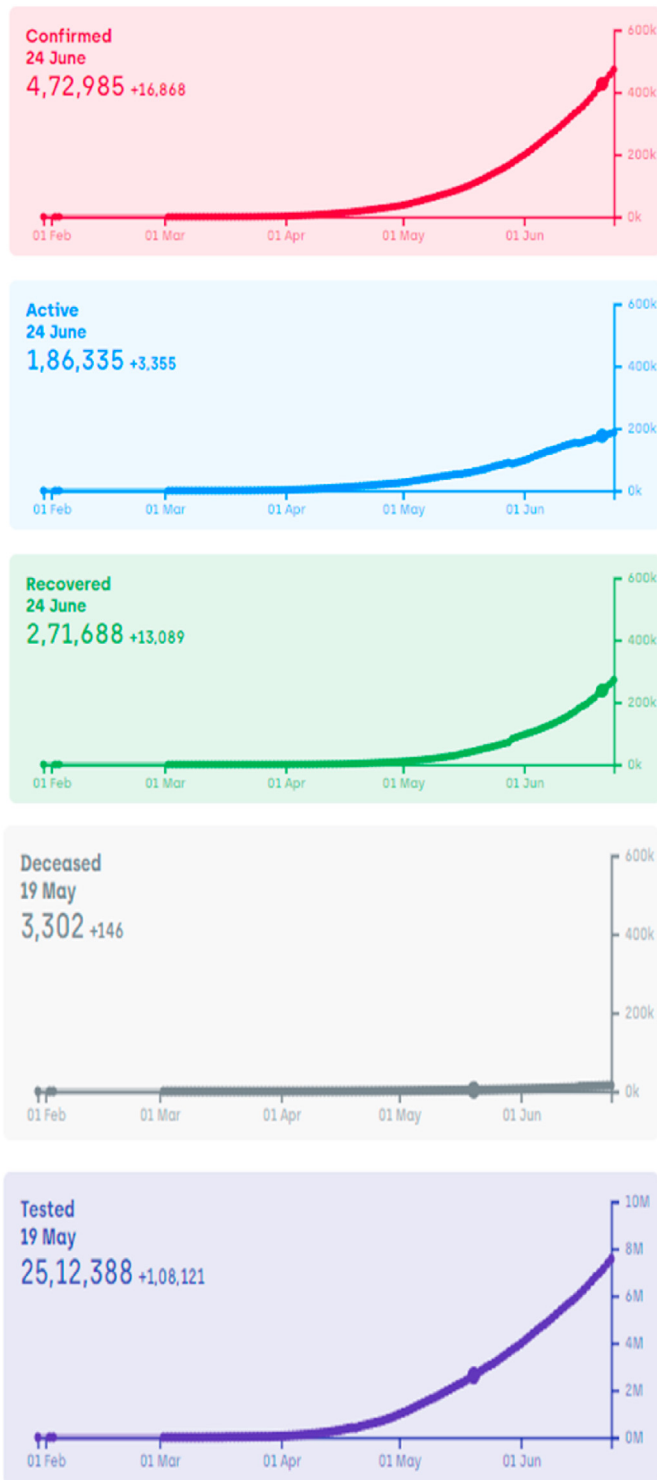 Confirmed
24 June
4,72,985 +16,868
600k
400k
200k
0k
01 Feb 01 Mar 01 Apr 01 May 01 Jun
Active
24 June
1,86,335 +3,355
600k
400k
200k
0k
01 Feb 01 Mar 01 Apr 01 May 01 Jun
Recovered
24 June
2,71,688 +13,089
600k
400k
200k
0k
01 Feb 01 Mar 01 Apr 01 May 01 Jun
Deceased
19 May
3,302 +146
600k
400k
200k
0k
01 Feb 01 Mar 01 Apr 01 May 01 Jun
Tested
19 May
25,12,388 +1,08,121
10M
8M
6M
4M
2M
0M
01 Feb 01 Mar 01 Apr 01 May 01 Jun